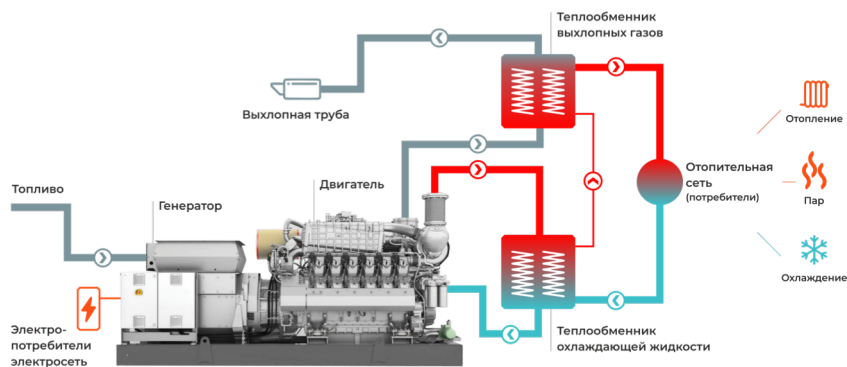 Теплообменник
выхлопных газов
Выхлопная труба
Отопление
Топливо
Генератор
Двигатель
Отопительная
сеть
(потребители)
Пар
Охлаждение
Электро-
потребители
электросеть
Теплообменник
охлаждающей жидкости